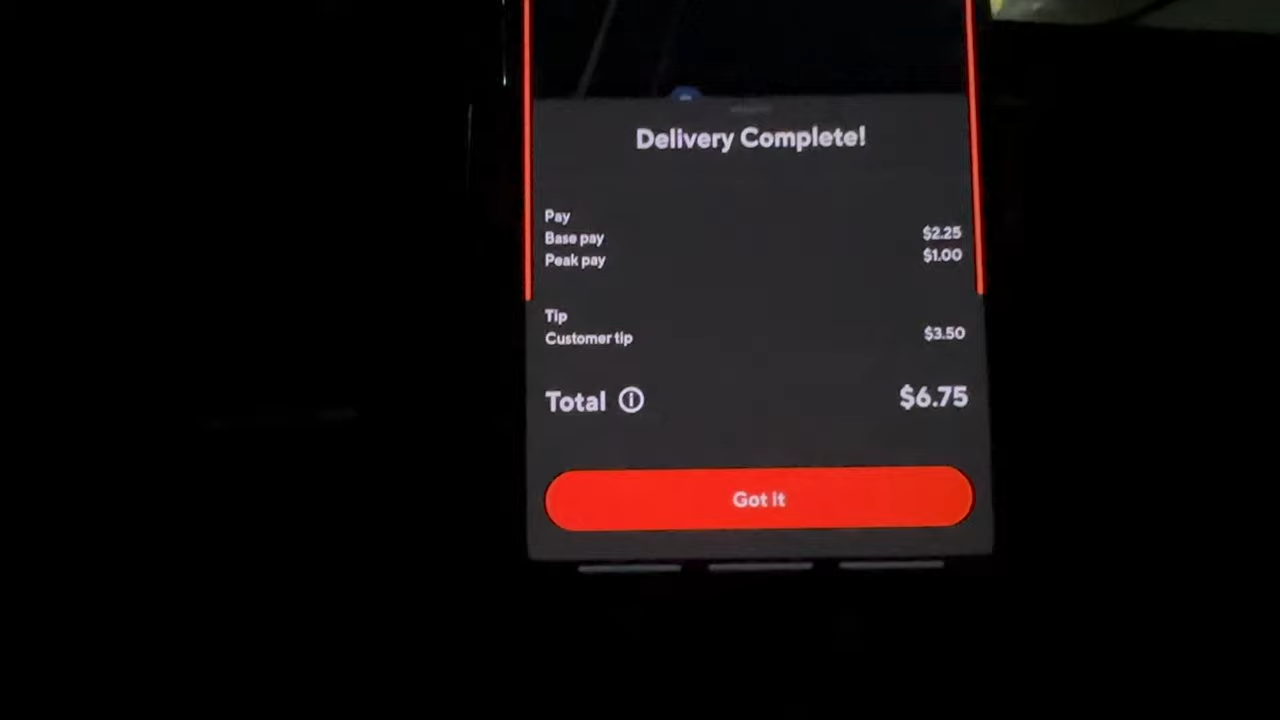 Delivery Complete!
Pay
Base pay $2.25
Peak pay $1.00
Tip
Customer tip $3.50
Total $6.75
Got it